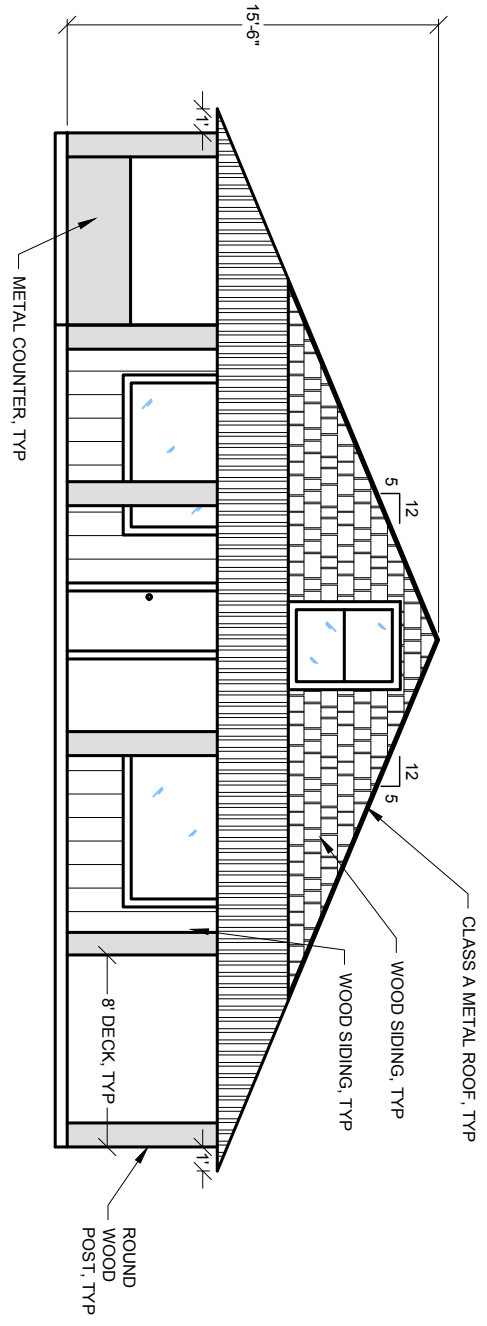 15'-6"
1'
METAL COUNTER, TYP
12
5
12
5
CLASS A METAL ROOF, TYP
WOOD SIDING, TYP
WOOD SIDING, TYP
8' DECK, TYP
1'
ROUND
WOOD
POST, TYP